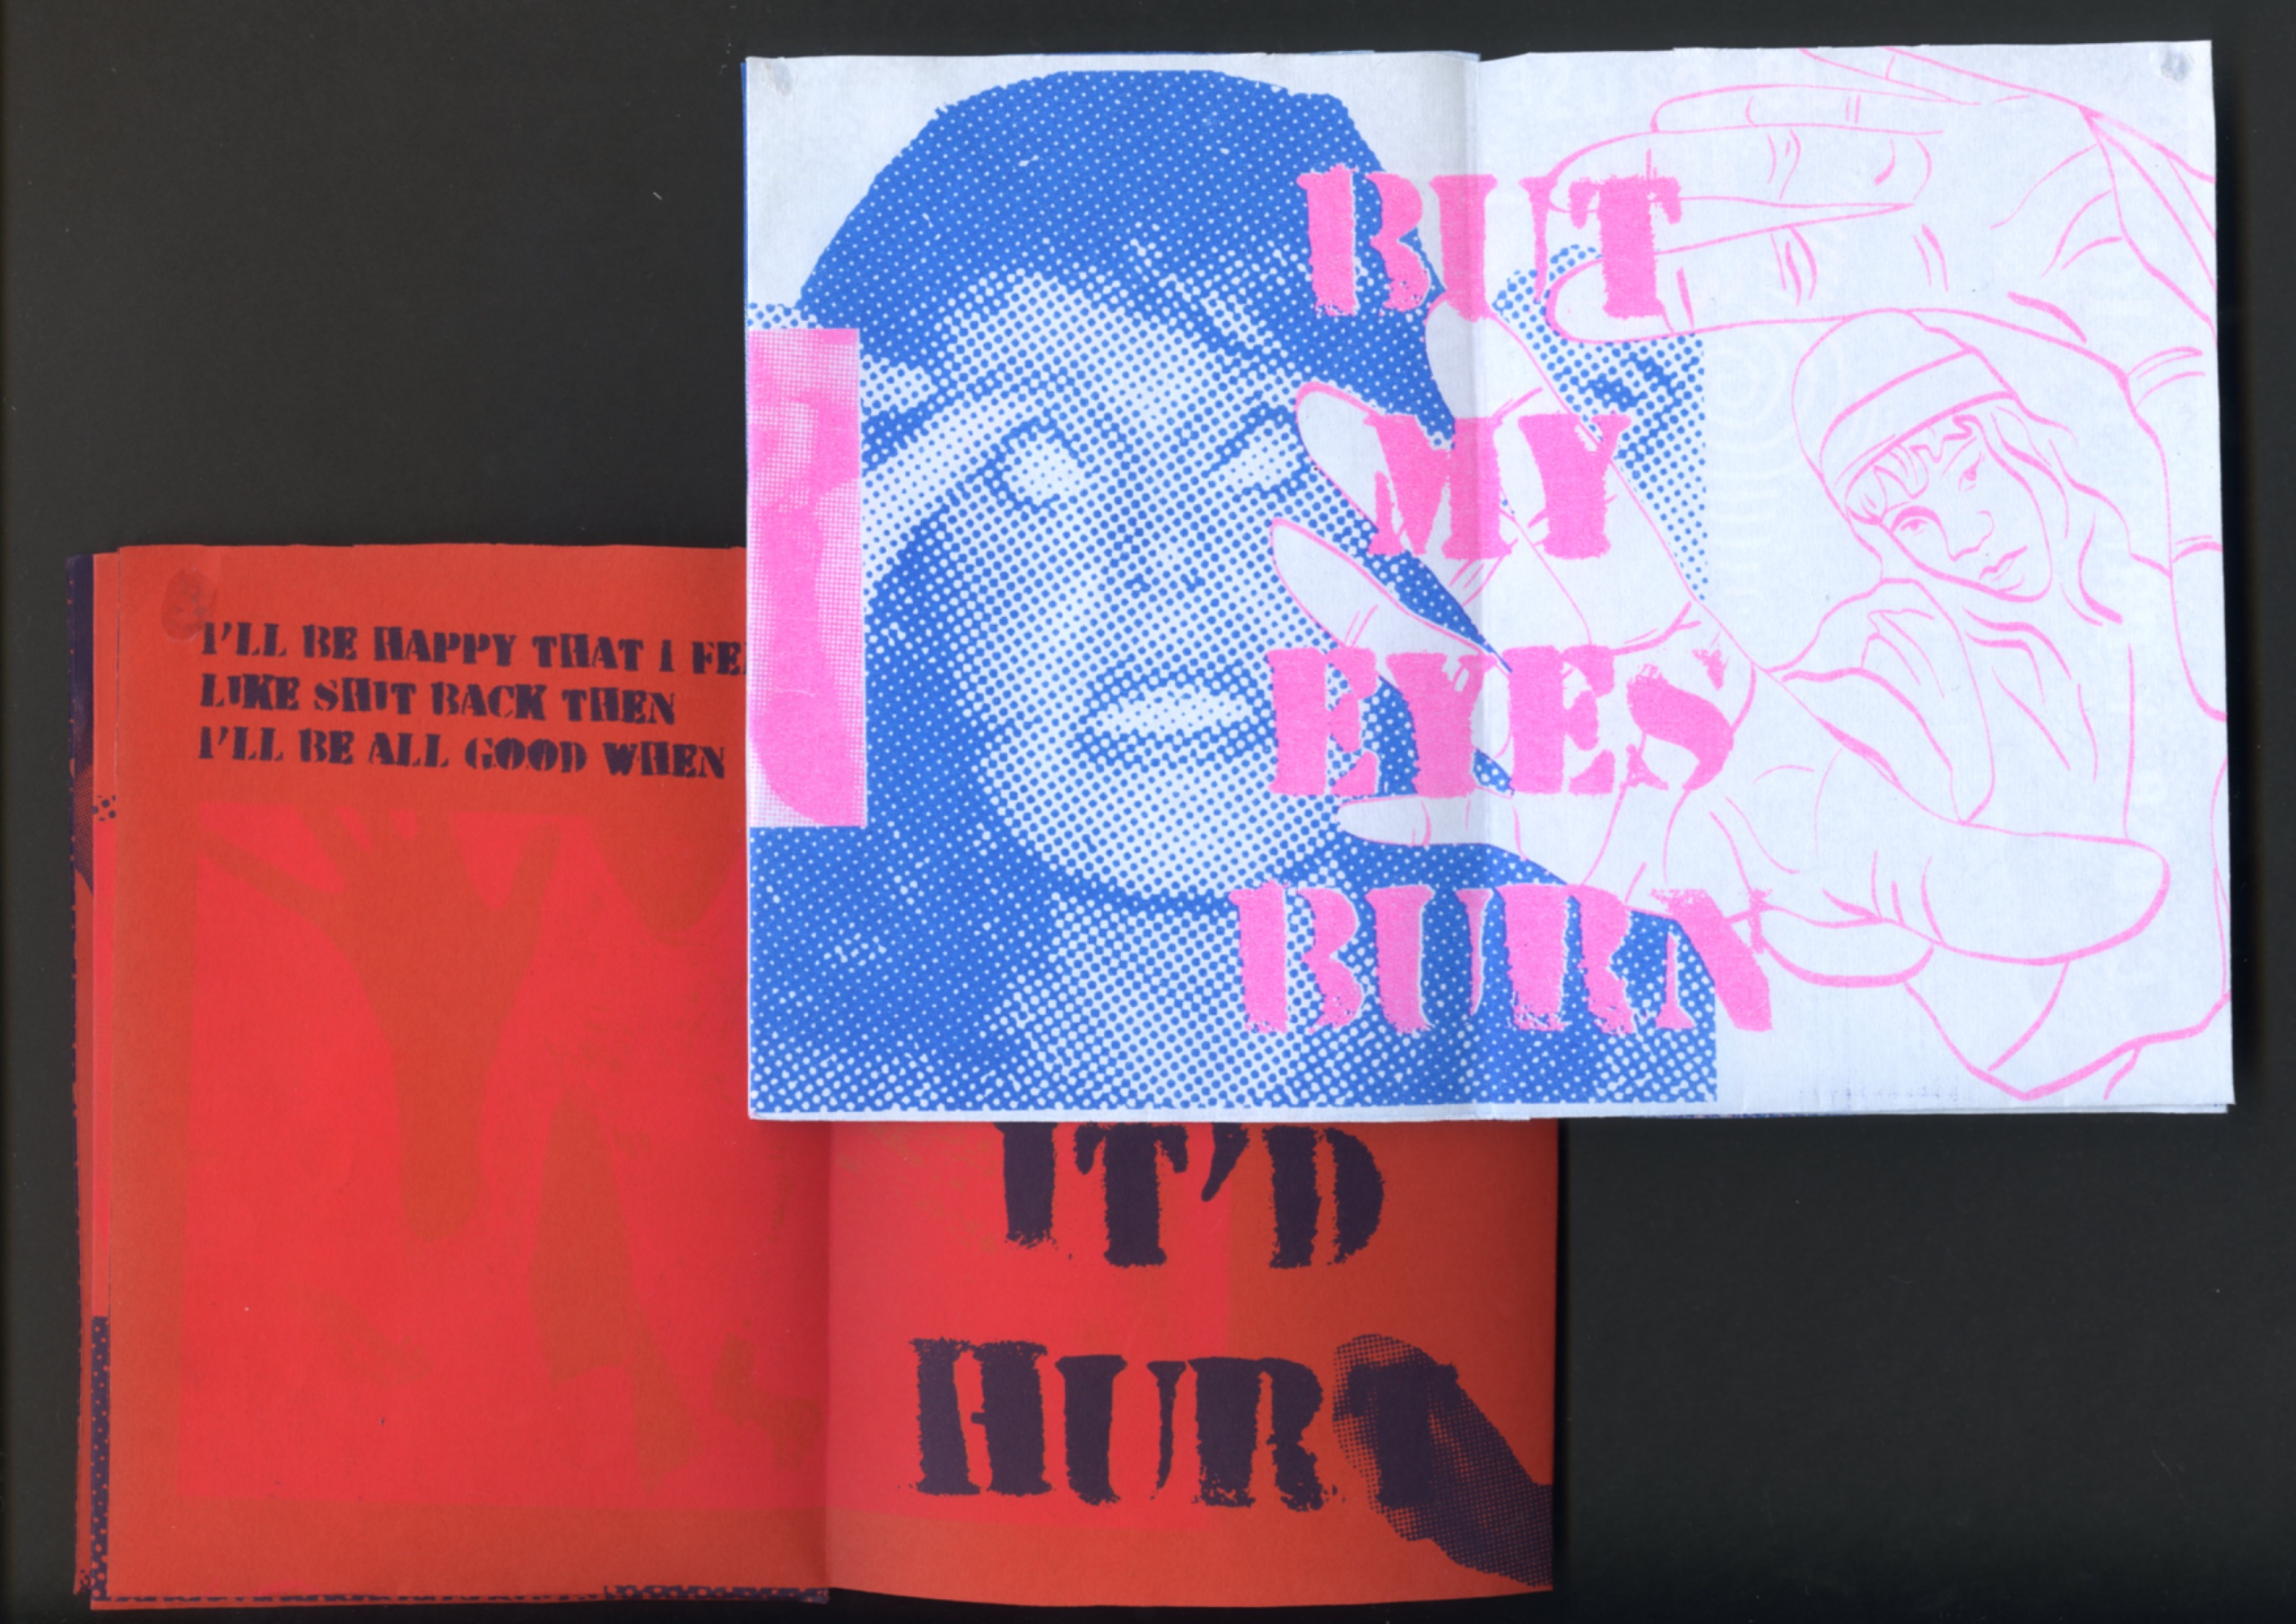 BUT
MY
EYES
BURN
I'LL BE HAPPY THAT I
LIKE SHIT BACK THEN
I'LL BE ALL GOOD WHEN
IT'D
HURT